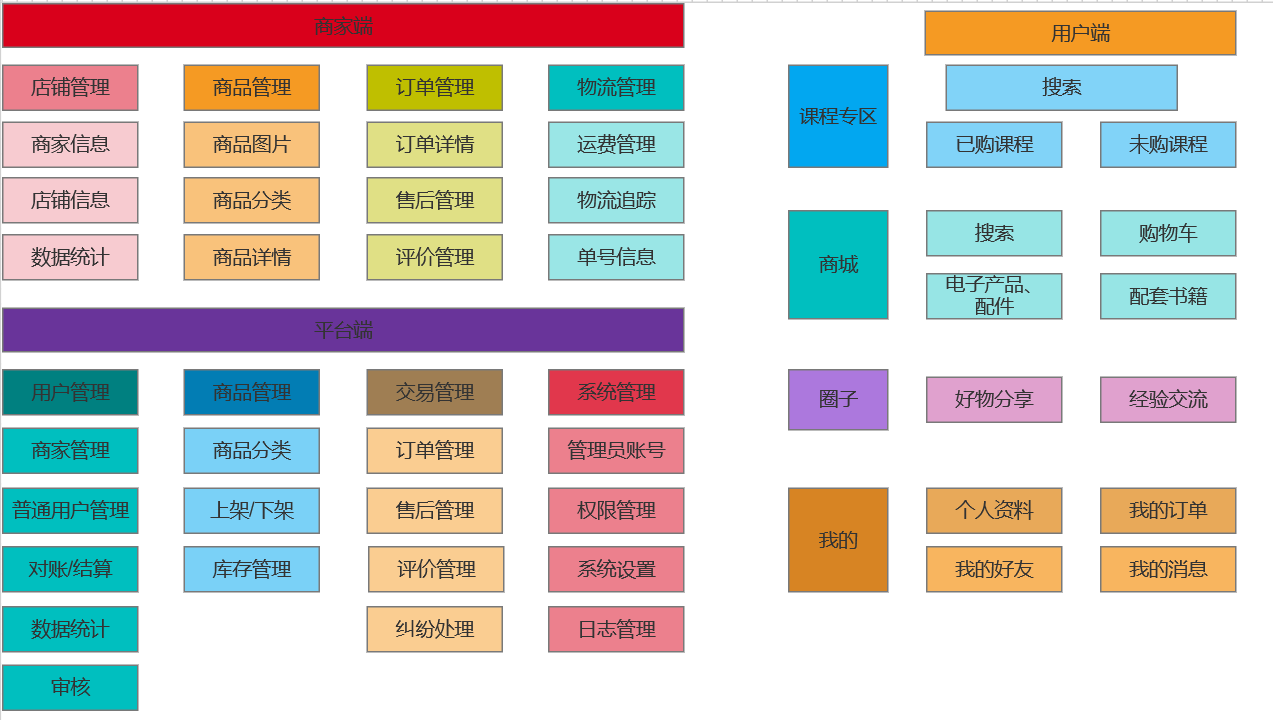 商家端
店铺管理
商品管理
订单管理
物流管理
商家信息
商品图片
订单详情
运费管理
店铺信息
商品分类
售后管理
物流追踪
数据统计
商品详情
评价管理
单号信息
平台端
用户管理
商品管理
交易管理
系统管理
商家管理
商品分类
订单管理
管理员账号
普通用户管理
上架/下架
售后管理
权限管理
对账/结算
库存管理
评价管理
系统设置
数据统计
纠纷处理
日志管理
审核
用户端
课程专区
搜索
已购课程
未购课程
商城
搜索
购物车
电子产品、
配件
配套书籍
圈子
好物分享
经验交流
我的
个人资料
我的订单
我的好友
我的消息